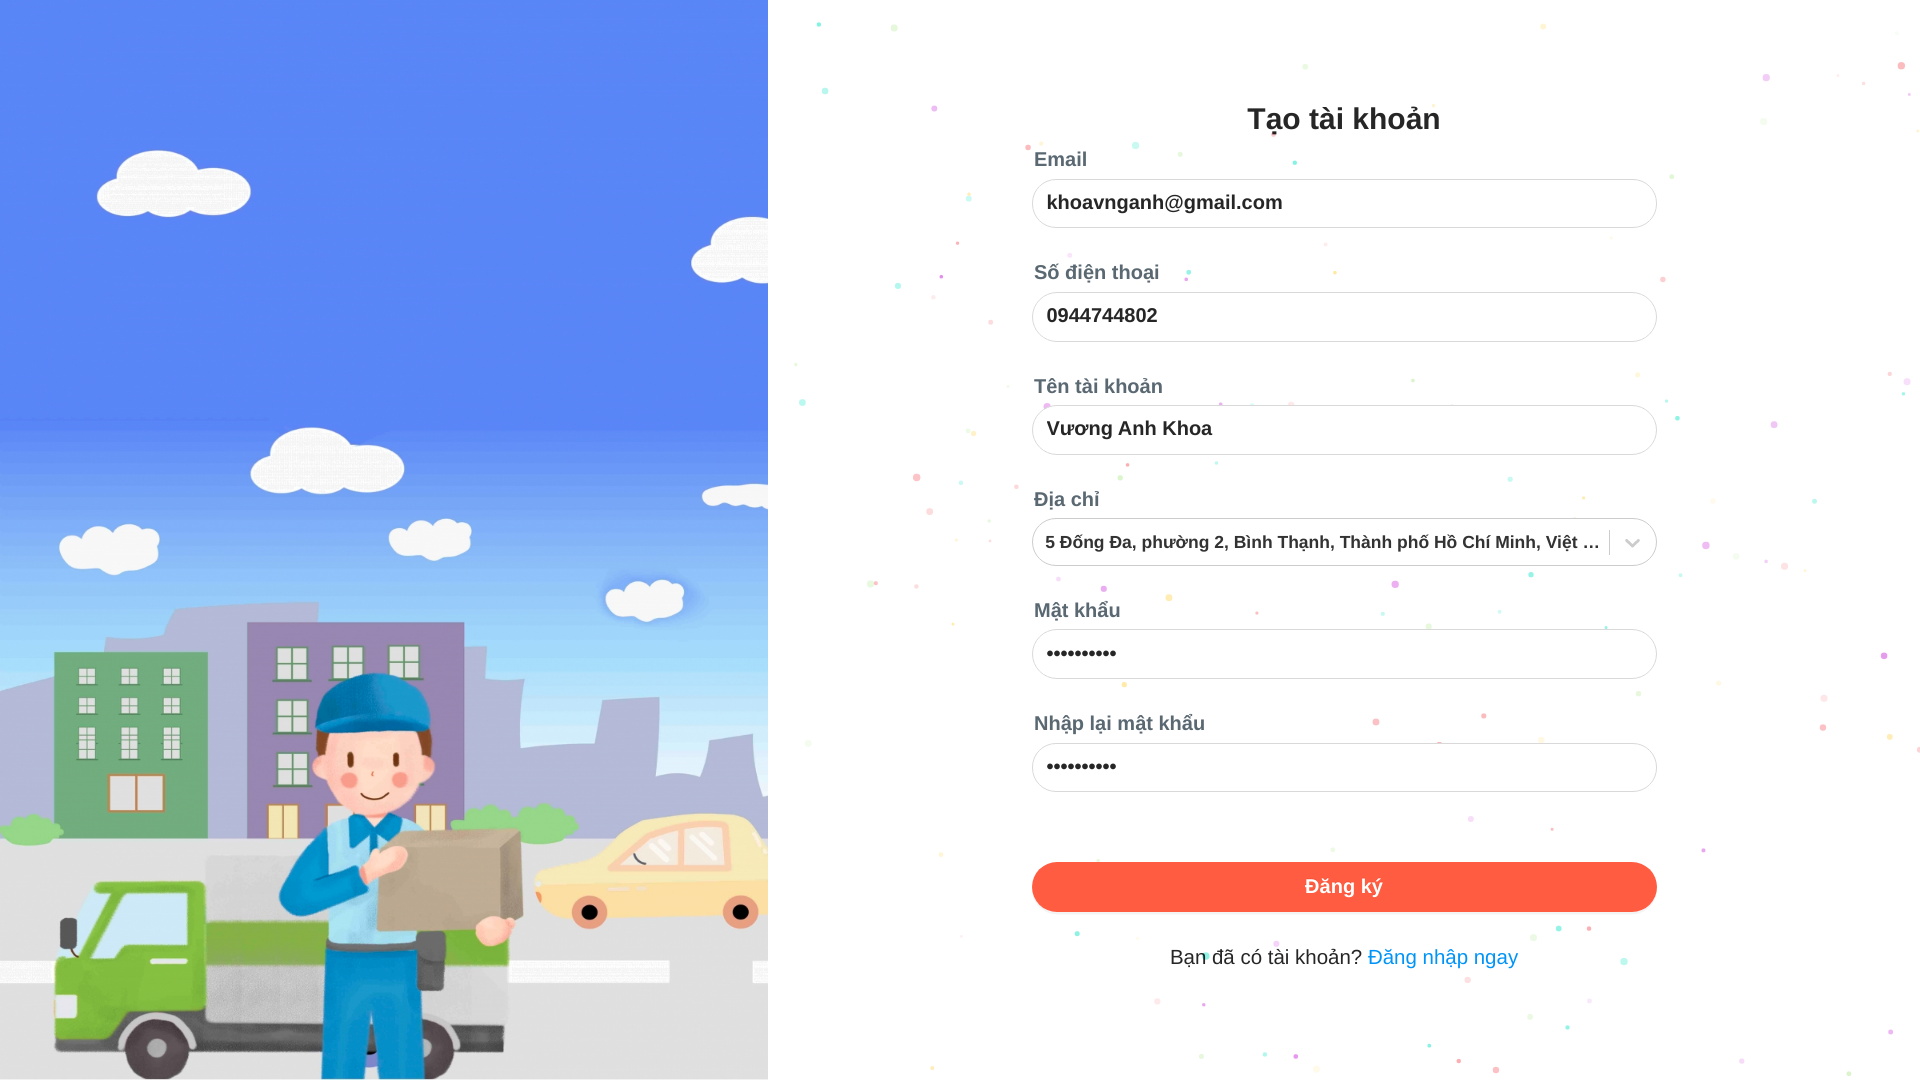 Tạo tài khoản
Email
khoavnganh@gmail.com
Số điện thoại
0944744802
Tên tài khoản
Vương Anh Khoa
Địa chỉ
5 Đống Đa, phường 2, Bình Thạnh, Thành phố Hồ Chí Minh, Việt ...
Mật khẩu
••••••••••
Nhập lại mật khẩu
••••••••••
Đăng ký
Bạn đã có tài khoản? Đăng nhập ngay